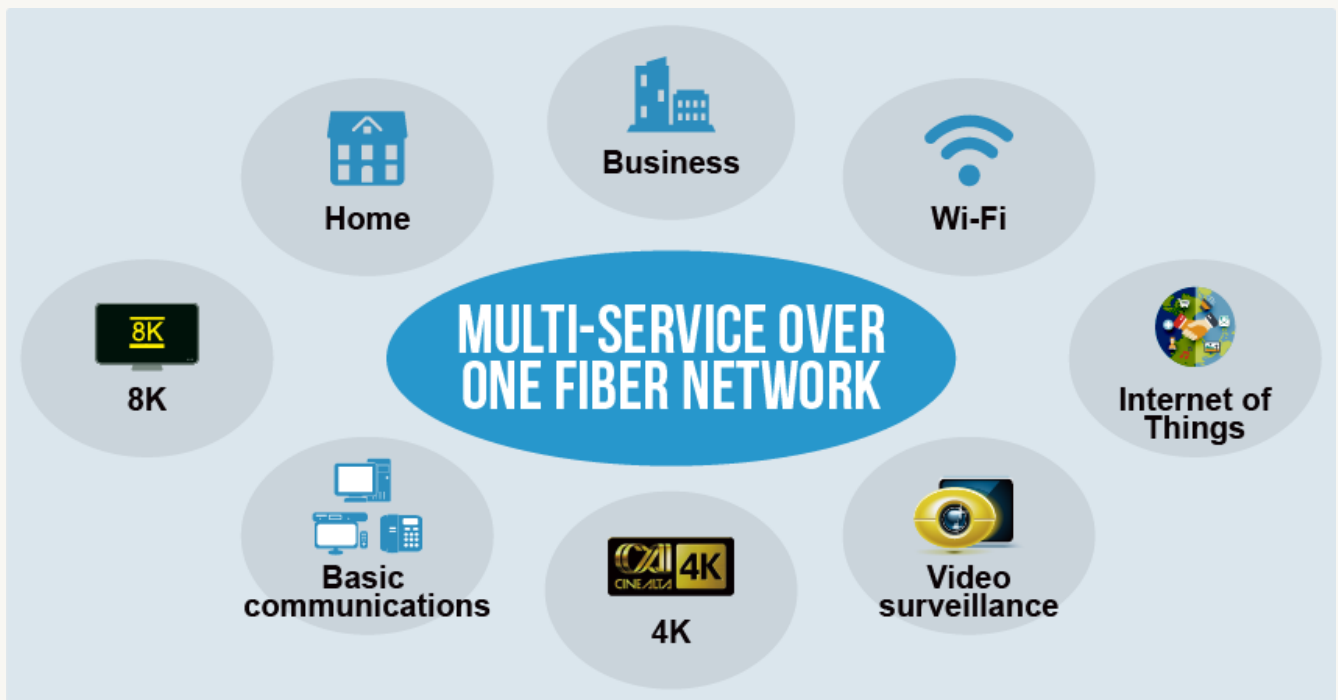 Business
Home
Wi-Fi
MULTI-SERVICE OVER
ONE FIBER NETWORK
8K
8K
Internet of
Things
Basic
communications
CINEALTA 4K
4K
Video
surveillance